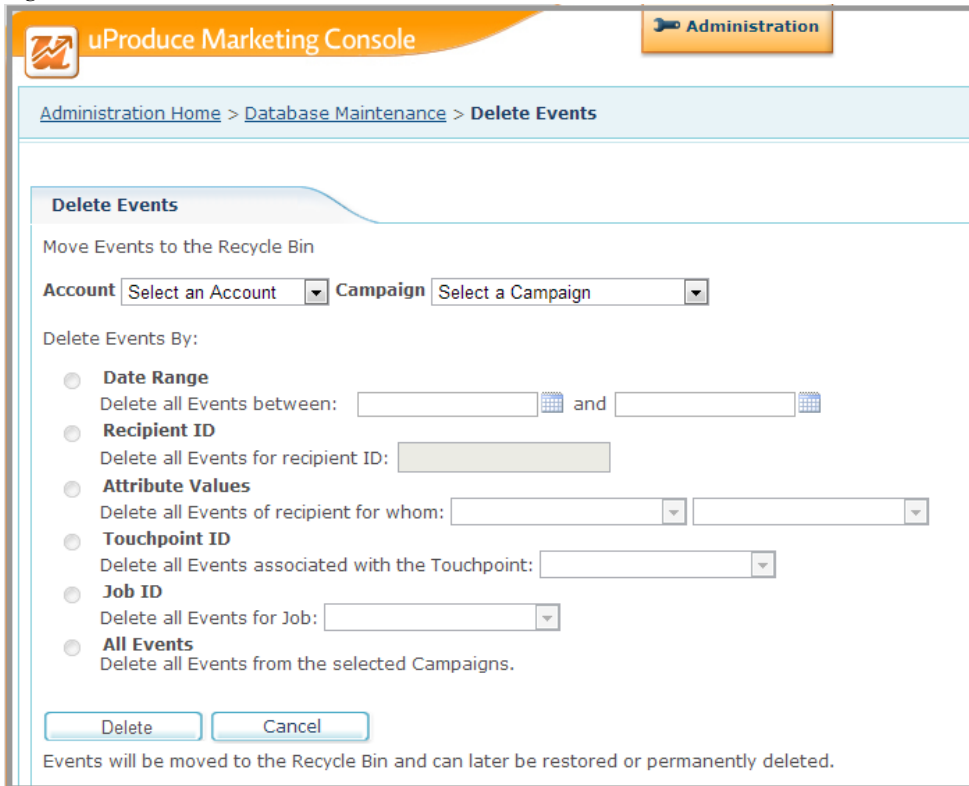 uProduce Marketing Console
Administration
Administration Home > Database Maintenance > Delete Events
Delete Events
Move Events to the Recycle Bin
Account Select an Account Campaign Select a Campaign
Delete Events By:
Date Range
Delete all Events between: and
Recipient ID
Delete all Events for recipient ID:
Attribute Values
Delete all Events of recipient for whom:
Touchpoint ID
Delete all Events associated with the Touchpoint:
Job ID
Delete all Events for Job:
All Events
Delete all Events from the selected Campaigns.
Delete Cancel
Events will be moved to the Recycle Bin and can later be restored or permanently deleted.